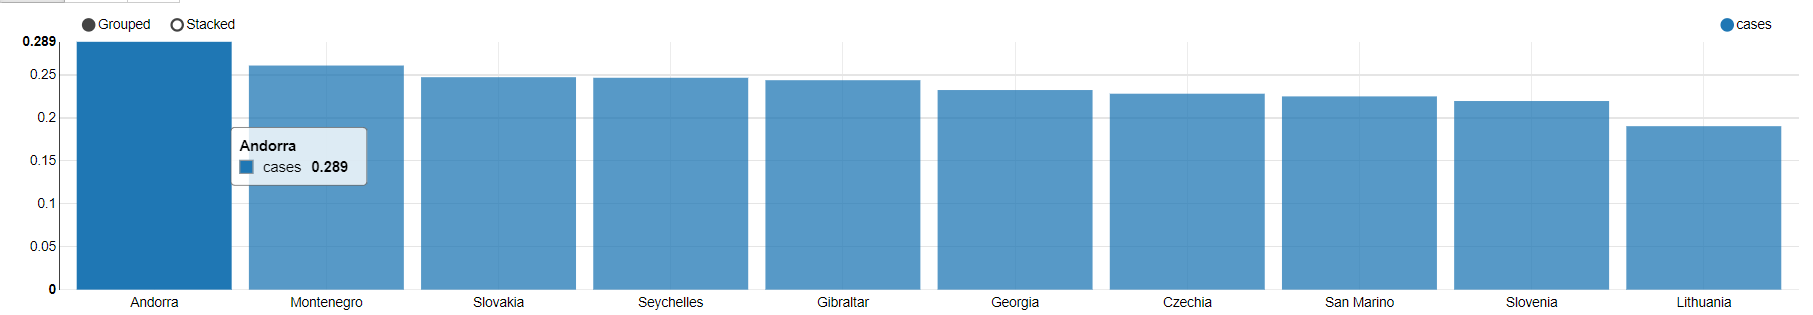 Grouped Stacked cases
0.289
0.25
0.2
0.15
0.1
0.05
0
Andorra
cases 0.289
Andorra Montenegro Slovakia Seychelles Gibraltar Georgia Czechia San Marino Slovenia Lithuania